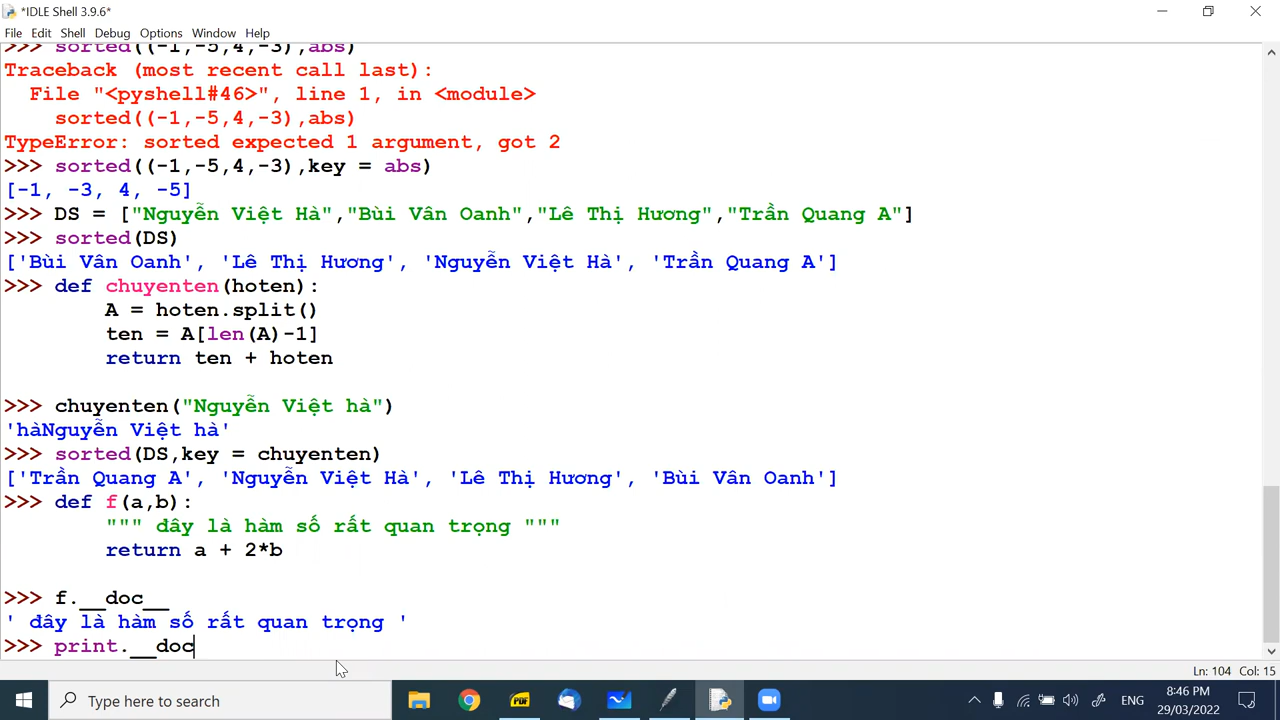 *IDLE Shell 3.9.6*
File Edit Shell Debug Options Window Help
>>> sorted((-1,-5,4,-3),abs)
Traceback (most recent call last):
  File "<pyshell#46>", line 1, in <module>
    sorted((-1,-5,4,-3),abs)
TypeError: sorted expected 1 argument, got 2
>>> sorted((-1,-5,4,-3),key = abs)
[-1, -3, 4, -5]
>>> DS = ["Nguyễn Việt Hà","Bùi Vân Oanh","Lê Thị Hương","Trần Quang A"]
>>> sorted(DS)
['Bùi Vân Oanh', 'Lê Thị Hương', 'Nguyễn Việt Hà', 'Trần Quang A']
>>> def chuyenten(hoten):
        A = hoten.split()
        ten = A[len(A)-1]
        return ten + hoten
>>> chuyenten("Nguyễn Việt hà")
'hàNguyễn Việt hà'
>>> sorted(DS,key = chuyenten)
['Trần Quang A', 'Nguyễn Việt Hà', 'Lê Thị Hương', 'Bùi Vân Oanh']
>>> def f(a,b):
        """ đây là hàm số rất quan trọng """
        return a + 2*b
>>> f.__doc__
' đây là hàm số rất quan trọng '
>>> print.__doc
Ln: 104 Col: 15
Type here to search
PDF
ENG
8:46 PM
29/03/2022